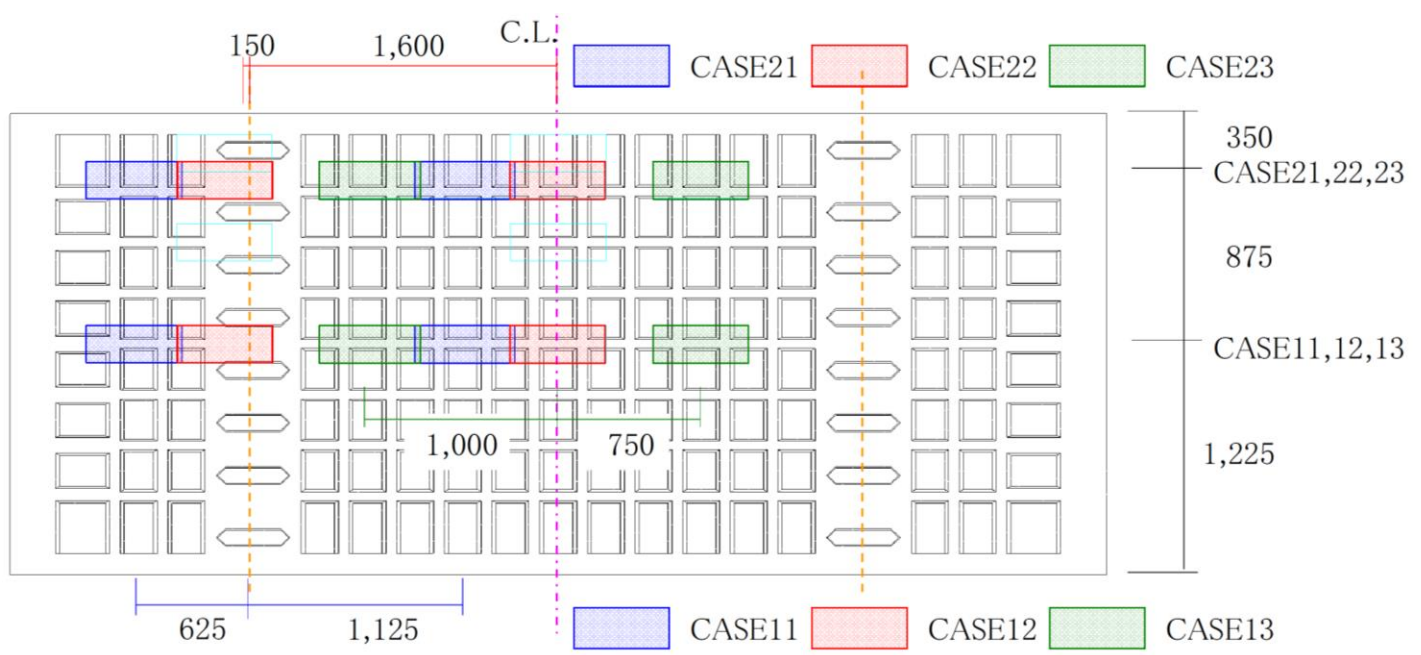 150 1,600 C.L.
CASE21 CASE22 CASE23
350
CASE21,22,23
875
CASE11,12,13
1,000 750
1,225
625 1,125
CASE11 CASE12 CASE13